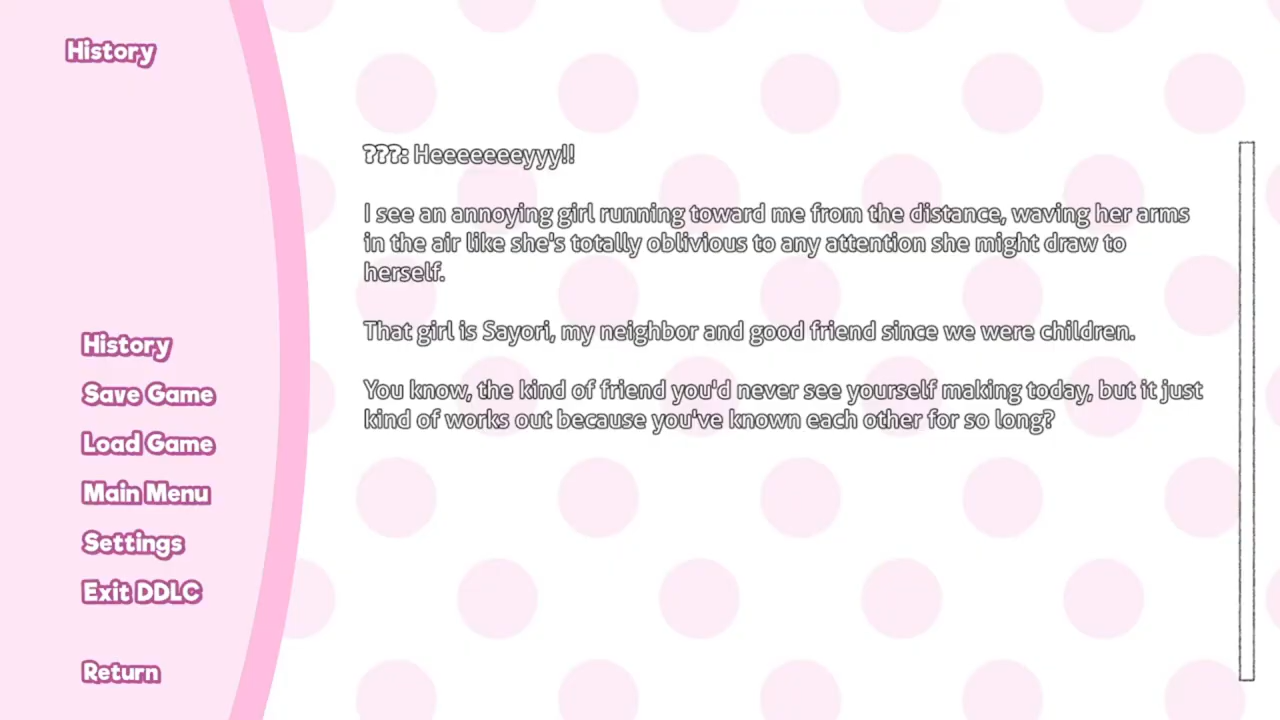 History
???: Heeeeeeeyyy!!
I see an annoying girl running toward me from the distance, waving her arms
in the air like she's totally oblivious to any attention she might draw to
herself.
That girl is Sayori, my neighbor and good friend since we were children.
You know, the kind of friend you'd never see yourself making today, but it just
kind of works out because you've known each other for so long?
History
Save Game
Load Game
Main Menu
Settings
Exit DDLC
Return